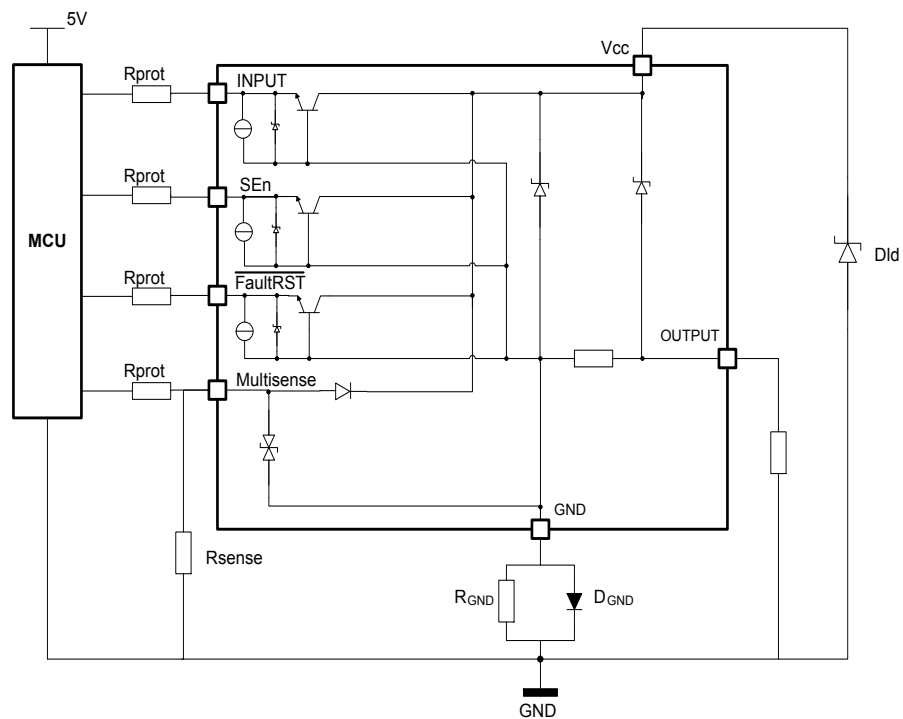 5V
Vcc
Rprot
INPUT
Rprot
SEn
MCU
Dld
Rprot
FaultRST
OUTPUT
Rprot
Multisense
GND
Rsense
RGND
DGND
GND